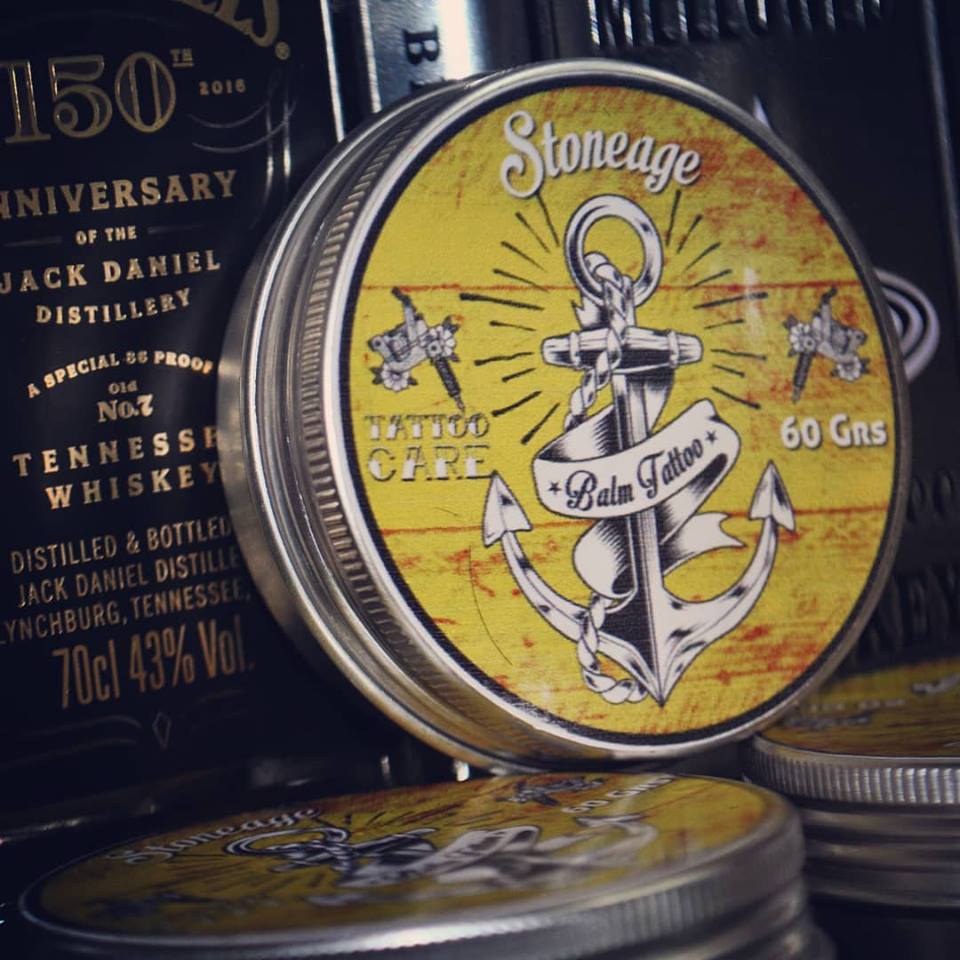 150TH
2016
ANNIVERSARY
OF THE
JACK DANIEL
DISTILLERY
A SPECIAL 86 PROOF
Old
No.7
TENNESSE
WHISKEY
DISTILLED & BOTTLED
JACK DANIEL DISTILLE
LYNCHBURG, TENNESSEE,
70cl 43% Vol.
Stoneage
TATTOO
CARE
60 Grs
Balm Tattoo
Stoneage
60 Grs